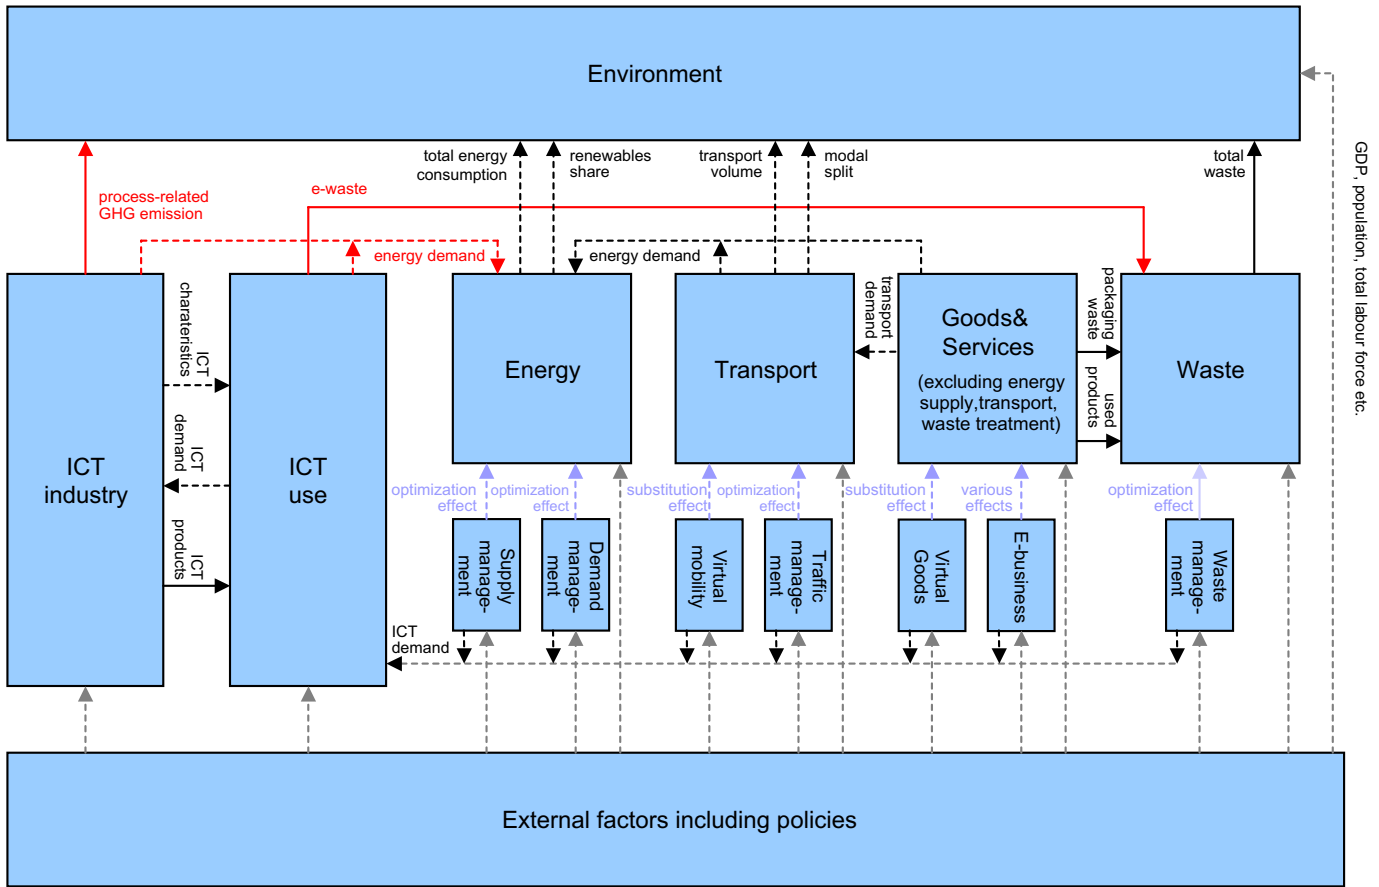 Environment
total energy
consumption
renewables
share
transport
volume
modal
split
total
waste
GDP, population, total labour force etc.
process-related
GHG emission
e-waste
energy demand
energy demand
ICT
charateristics
ICT
demand
ICT
products
ICT
industry
ICT
use
Energy
Transport
transport
demand
Goods&
Services
(excluding energy
supply,transport,
waste treatment)
packaging
waste
used
products
Waste
optimization
effect
optimization
effect
substitution
effect
optimization
effect
substitution
effect
various
effects
optimization
effect
Supply
manage-
ment
Demand
manage-
ment
Virtual
mobility
Traffic
manage-
ment
Virtual
Goods
E-business
Waste
manage-
ment
ICT
demand
External factors including policies